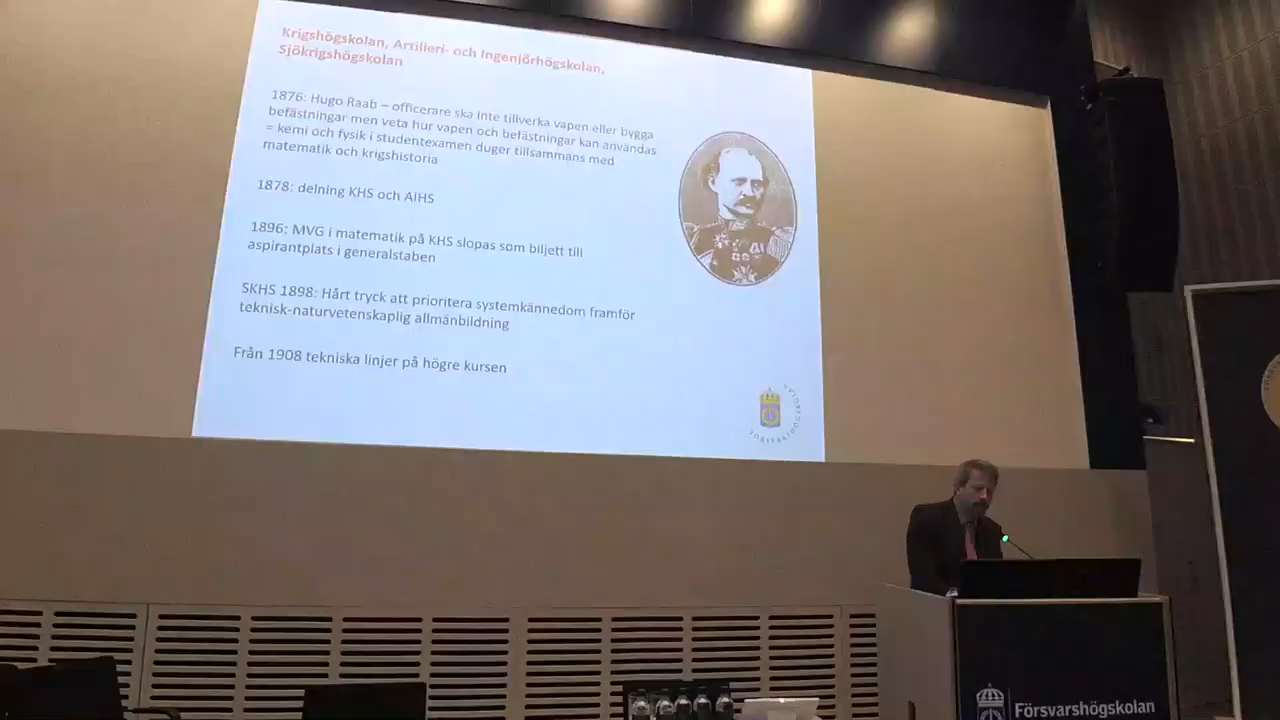 Krigshögskolan, Artilleri- och Ingenjörhögskolan,
Sjökrigshögskolan
1876: Hugo Raab – officerare ska inte tillverka vapen eller bygga
befästningar men veta hur vapen och befästningar kan användas
= kemi och fysik i studentexamen duger tillsammans med
matematik och krigshistoria
1878: delning KHS och AIHS
1896: MVG i matematik på KHS slopas som biljett till
aspirantplats i generalstaben
SKHS 1898: Hårt tryck att prioritera systemkännedom framför
teknisk-naturvetenskaplig allmänbildning
Från 1908 tekniska linjer på högre kursen
FÖRSVARSHÖGSKOLAN
Försvarshögskolan